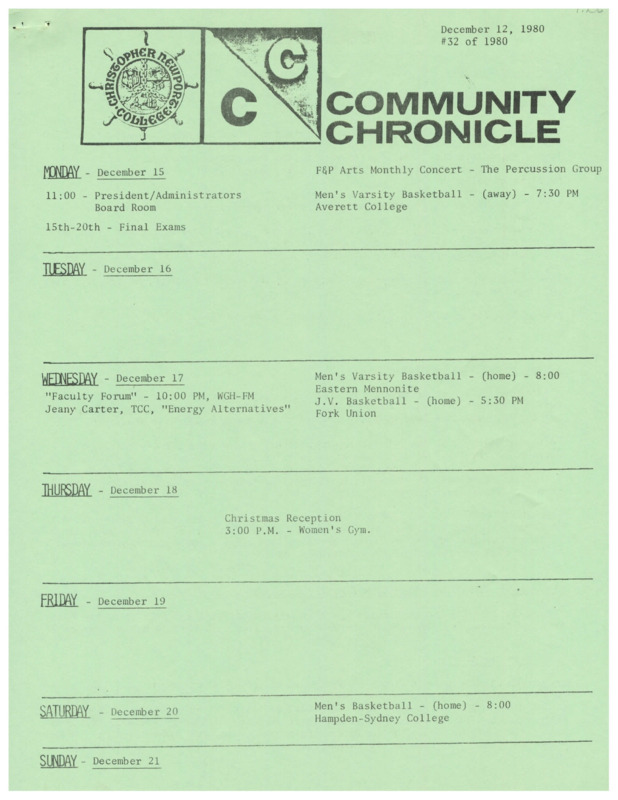 December 12, 1980
#32 of 1980
CHRISTOPHER NEWPORT
COLLEGE
C
C
COMMUNITY
CHRONICLE
MONDAY - December 15
11:00 - President/Administrators
Board Room
15th-20th - Final Exams
F&P Arts Monthly Concert - The Percussion Group
Men's Varsity Basketball - (away) - 7:30 PM
Averett College
TUESDAY - December 16
WEDNESDAY - December 17
"Faculty Forum" - 10:00 PM, WGH-FM
Jeany Carter, TCC, "Energy Alternatives"
Men's Varsity Basketball - (home) - 8:00
Eastern Mennonite
J.V. Basketball - (home) - 5:30 PM
Fork Union
THURSDAY - December 18
Christmas Reception
3:00 P.M. - Women's Gym.
FRIDAY - December 19
SATURDAY - December 20
Men's Basketball - (home) - 8:00
Hampden-Sydney College
SUNDAY - December 21